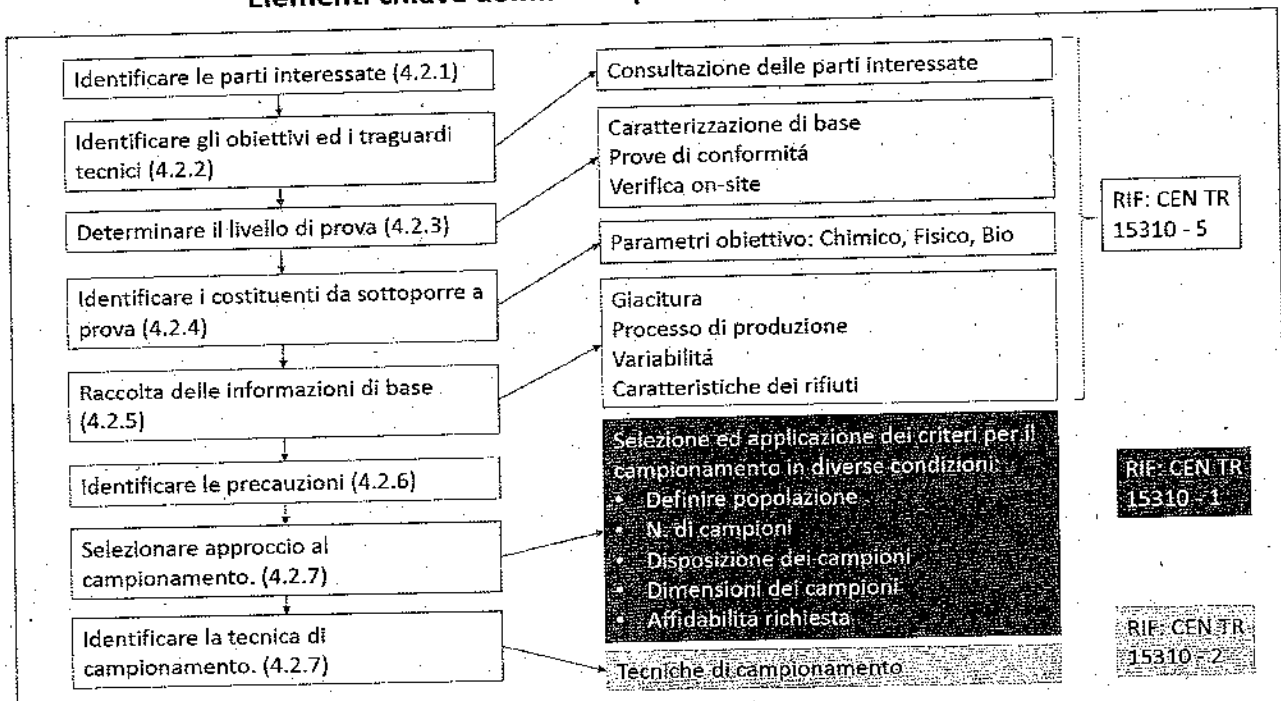 Identificare le parti interessate (4.2.1)
Identificare gli obiettivi ed i traguardi
tecnici (4.2.2)
Determinare il livello di prova (4.2.3)
Identificare i costituenti da sottoporre a
prova (4.2.4)
Raccolta delle informazioni di base
(4.2.5)
Identificare le precauzioni (4.2.6)
Selezionare approccio al
campionamento. (4.2.7)
Identificare la tecnica di
campionamento. (4.2.7)
Consultazione delle parti interessate
Caratterizzazione di base
Prove di conformitá
Verifica on-site
Parametri obiettivo: Chimico, Fisico, Bio
Giacitura
Processo di produzione
Variabilitá
Caratteristiche dei rifiuti
Selezione ed applicazione dei criteri per il
campionamento in diverse condizioni:
• Definire popolazione
• N. di campioni
• Disposizione dei campioni
• Dimensioni dei campioni
• Affidabilita richiesta
Tecniche di campionamento
RIF: CEN TR
15310 - 5
RIF: CEN TR
15310 - 1
RIF: CEN TR
15310 - 2